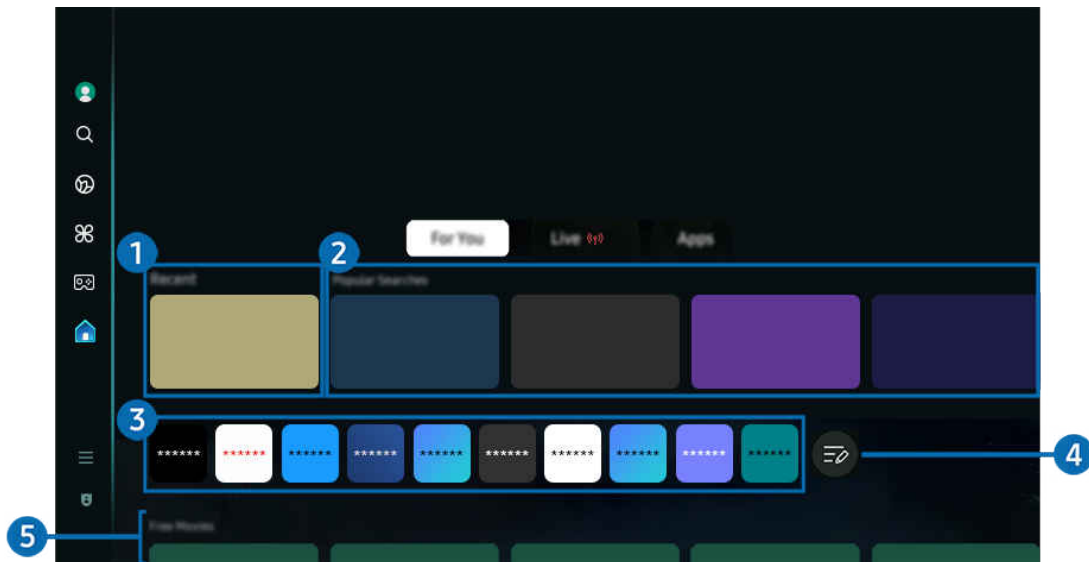 For You Live Apps
1 2
Recent Popular Searches
3
****** ****** ****** ****** ****** ****** ****** ****** ****** ******
4
5
Free Movies